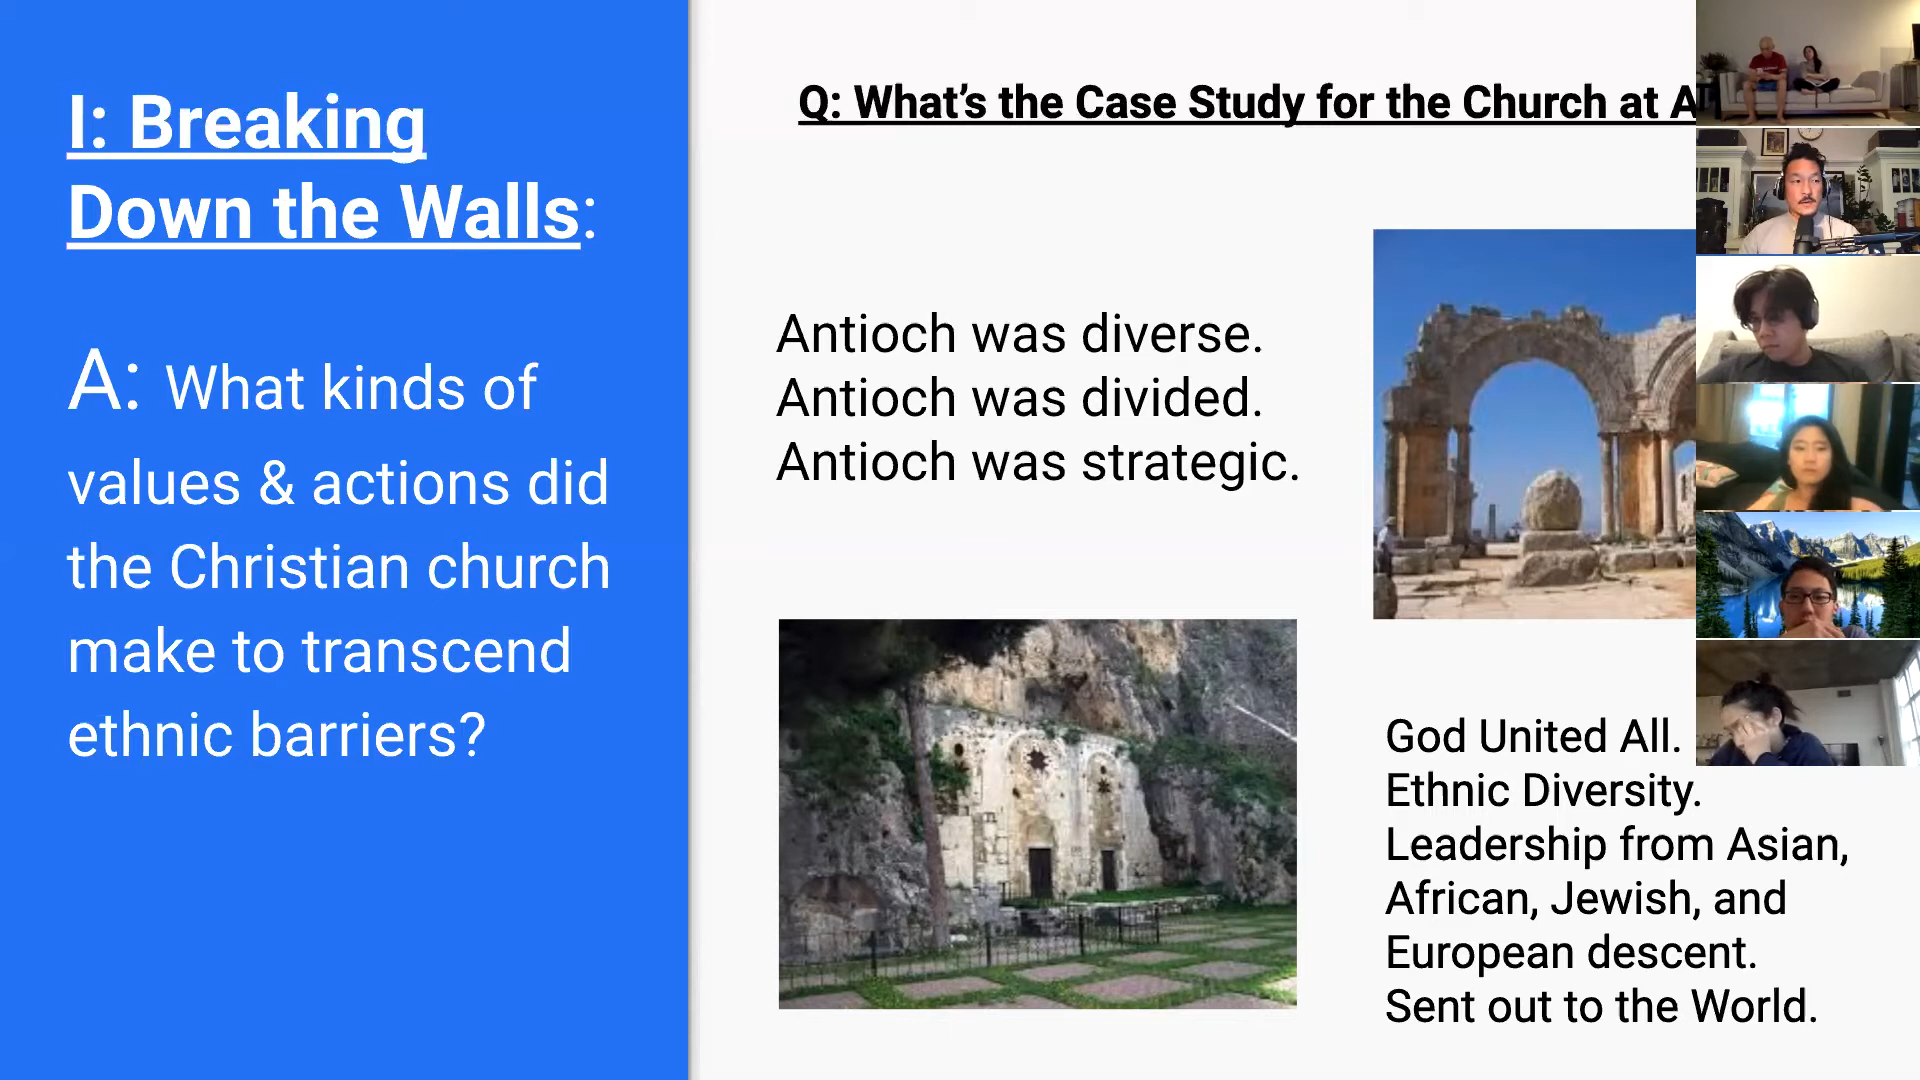 I: Breaking
Down the Walls:
A: What kinds of
values & actions did
the Christian church
make to transcend
ethnic barriers?
Q: What's the Case Study for the Church at
Antioch was diverse.
Antioch was divided.
Antioch was strategic.
God United All.
Ethnic Diversity.
Leadership from Asian,
African, Jewish, and
European descent.
Sent out to the World.